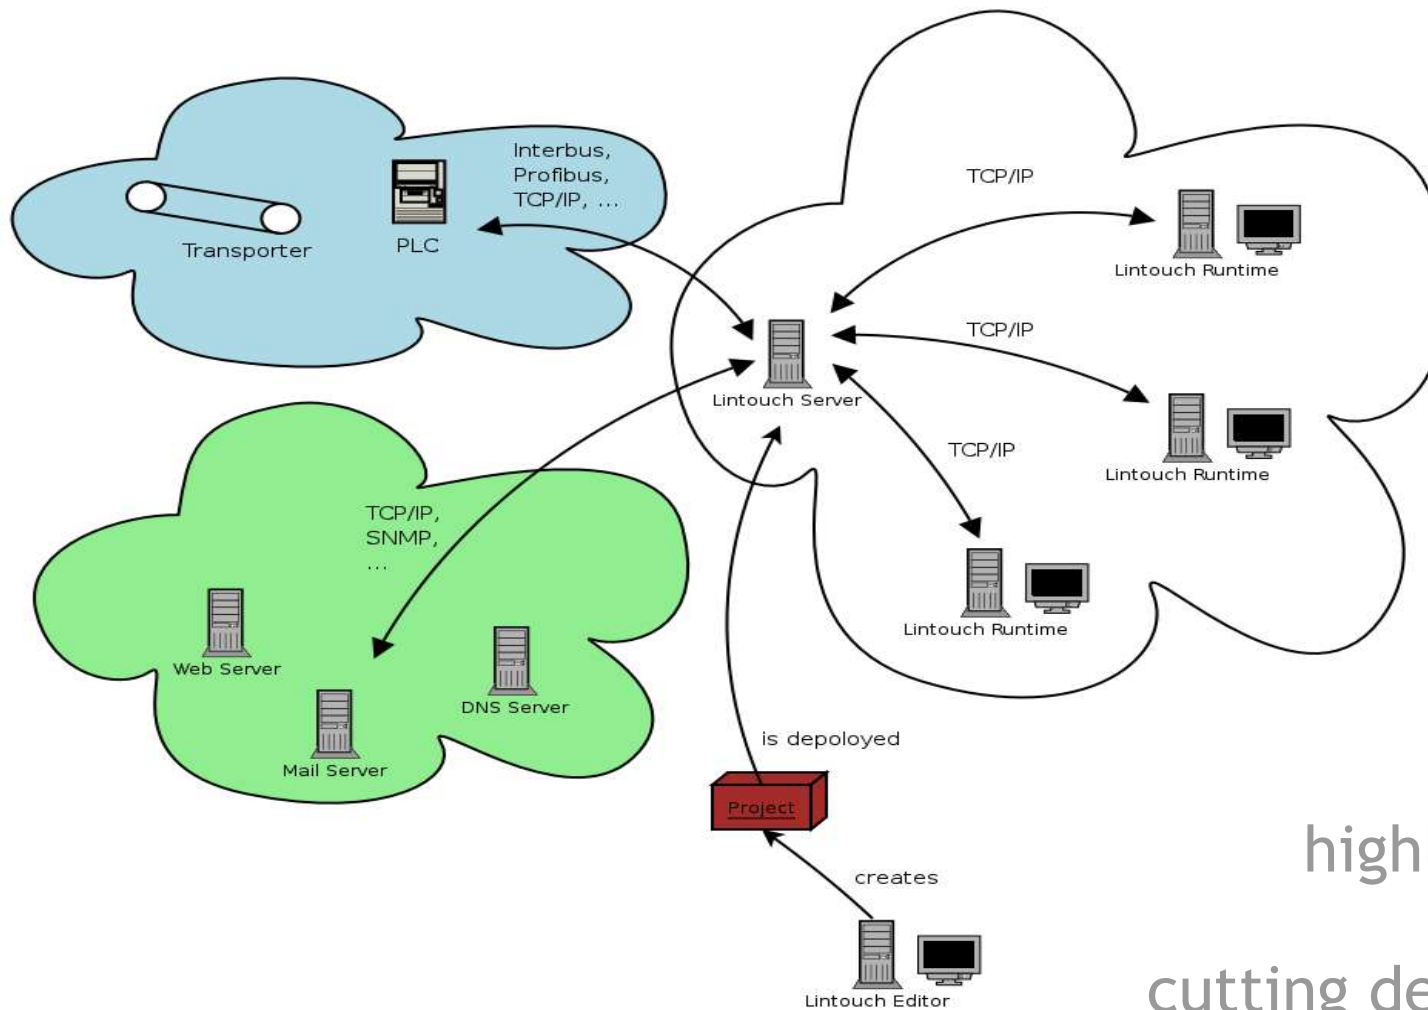 Interbus,
Profibus,
TCP/IP, ...
Transporter
PLC
TCP/IP
Lintouch Runtime
TCP/IP
Lintouch Server
Lintouch Runtime
TCP/IP
Lintouch Runtime
TCP/IP,
SNMP,
...
Web Server
DNS Server
Mail Server
is depoloyed
Project
creates
Lintouch Editor
high
cutting de